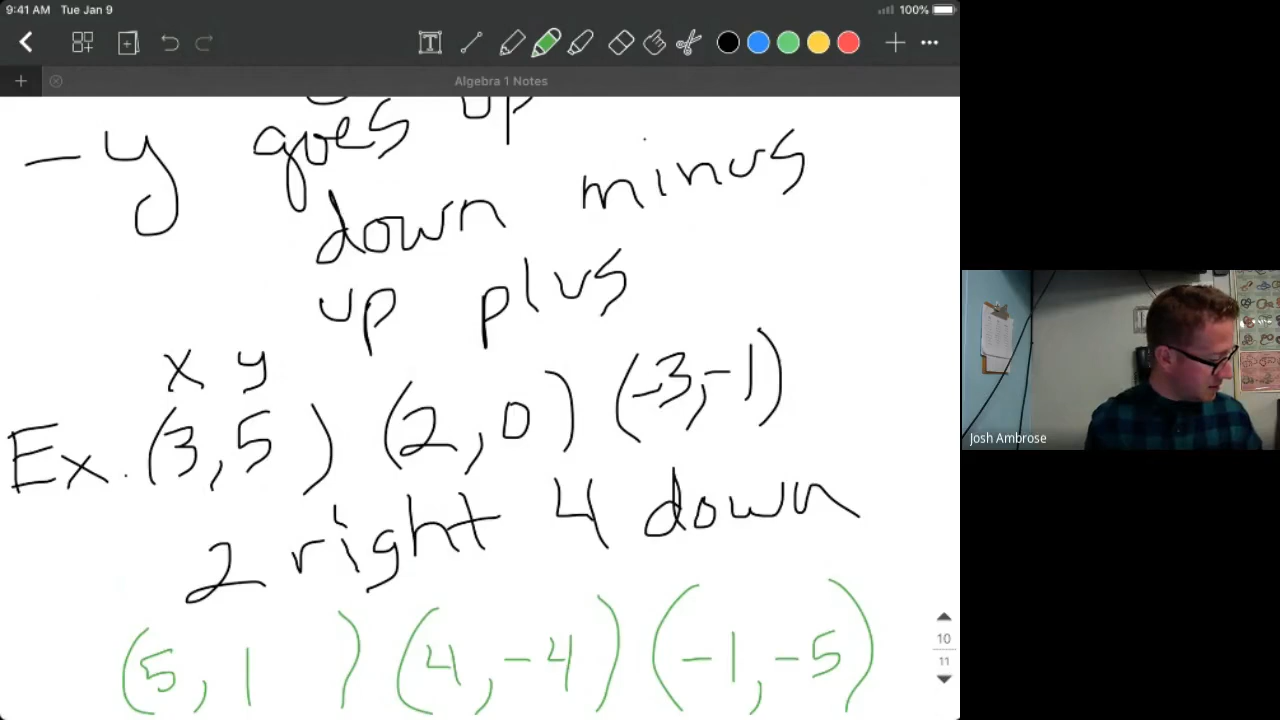 9:41 AM Tue Jan 9
100%
Algebra 1 Notes
- y goes up
down minus
up plus
x y
Ex. (3, 5) (2, 0) (-3, -1)
2 right 4 down
(5, 1 ) (4, -4) (-1, -5)
10
11
Josh Ambrose